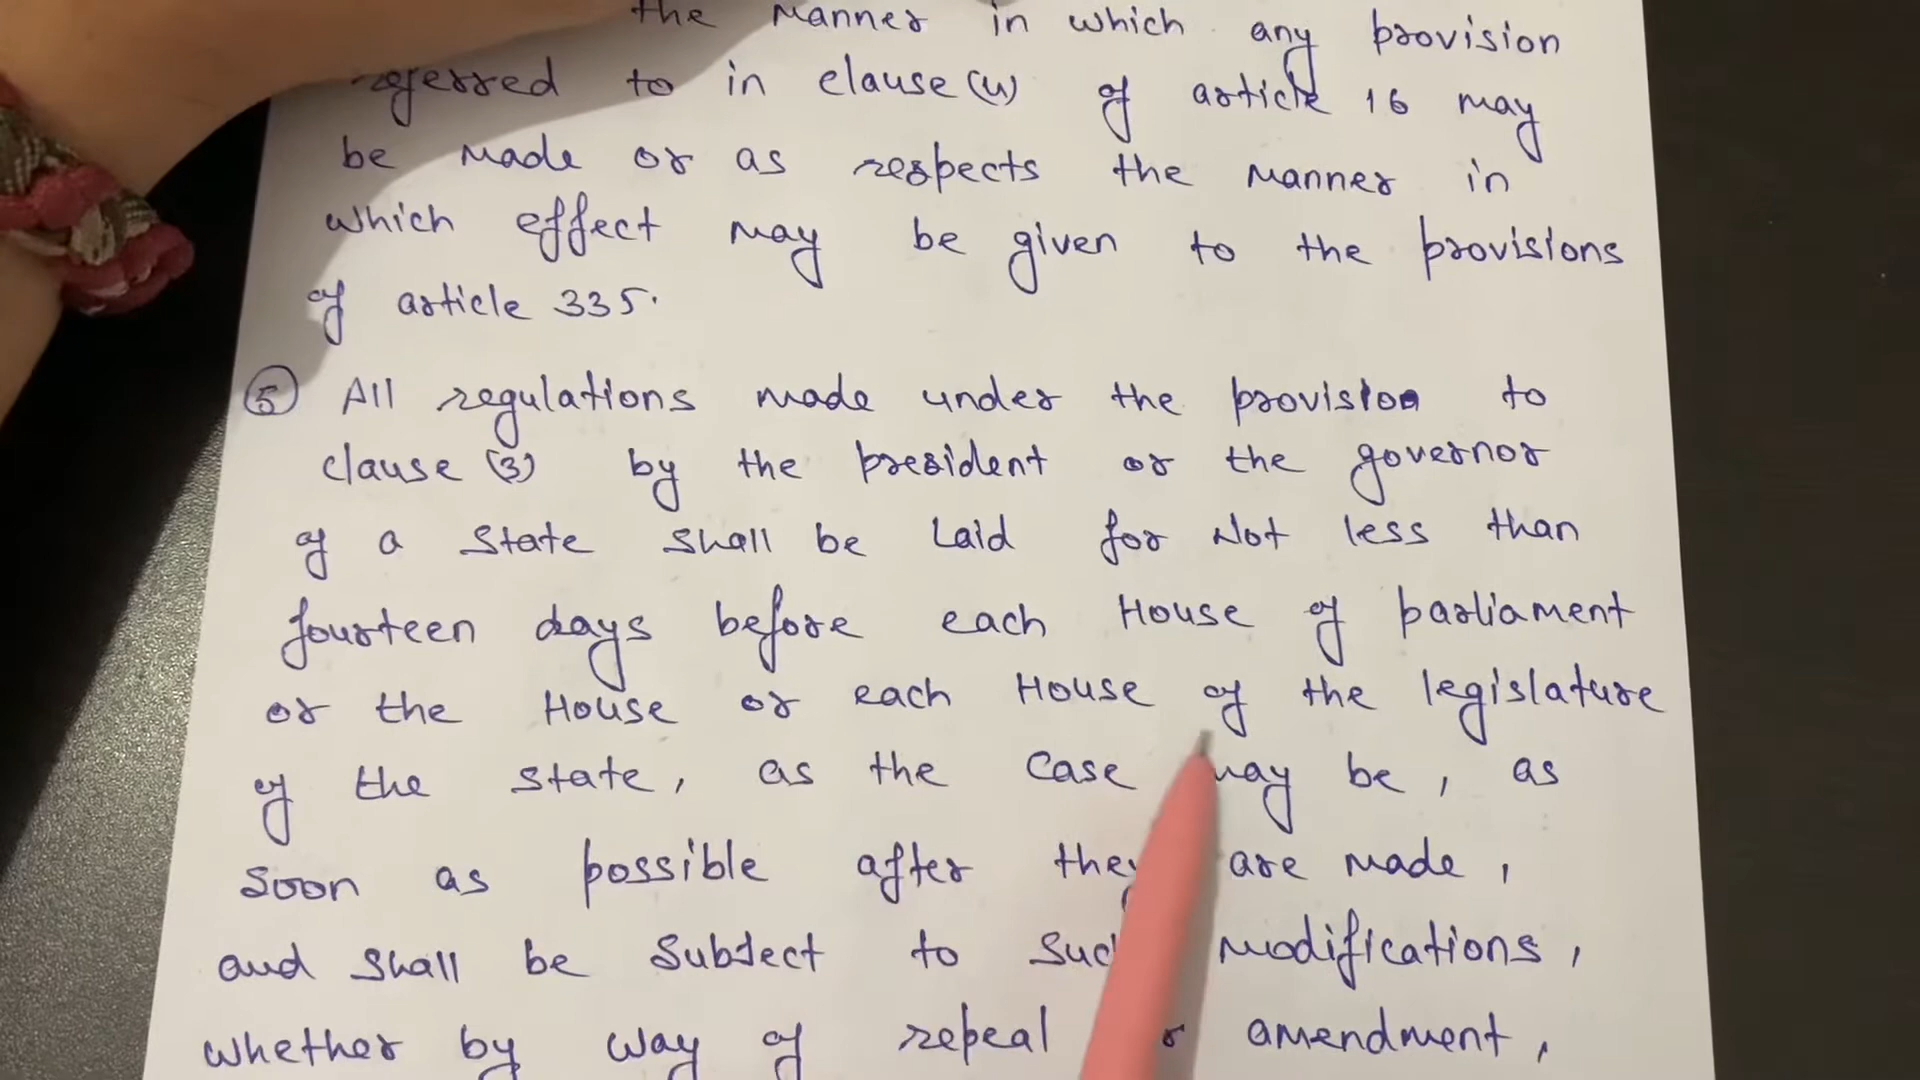 the manner in which any provision
referred to in clause (4) of article 16 may
be made or as respects the manner in
which effect may be given to the provisions
of article 335.
5 All regulations made under the provision to
clause (3) by the president or the governor
of a state shall be laid for Not less than
fourteen days before each House of parliament
or the House or each House of the legislature
of the state, as the case may be, as
soon as possible after they are made,
and shall be subject to such modifications,
whether by way of repeal or amendment,